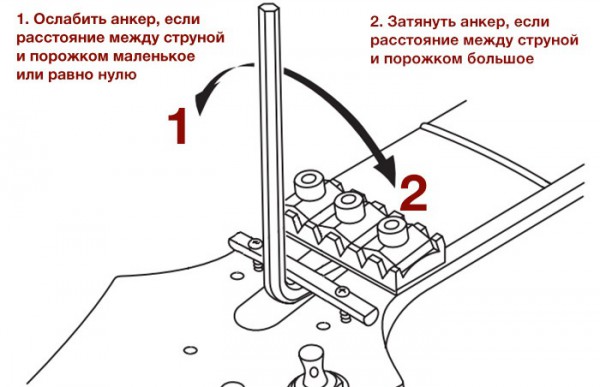 1. Ослабить анкер, если
расстояние между струной
и порожком маленькое
или равно нулю
2. Затянуть анкер, если
расстояние между струной
и порожком большое
1
2